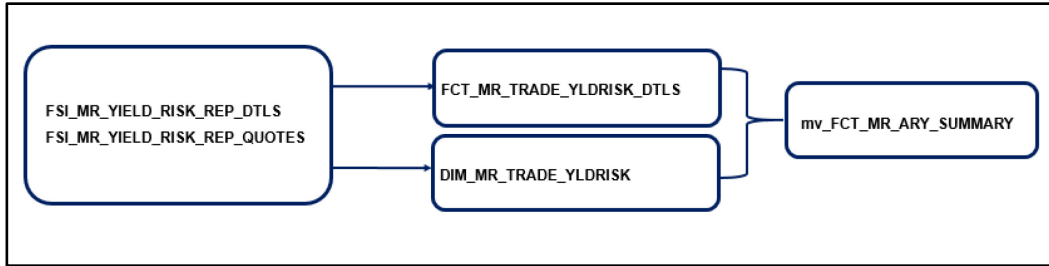 FSI_MR_YIELD_RISK_REP_DTLS
FSI_MR_YIELD_RISK_REP_QUOTES
FCT_MR_TRADE_YLDRISK_DTLS
DIM_MR_TRADE_YLDRISK
mv_FCT_MR_ARY_SUMMARY